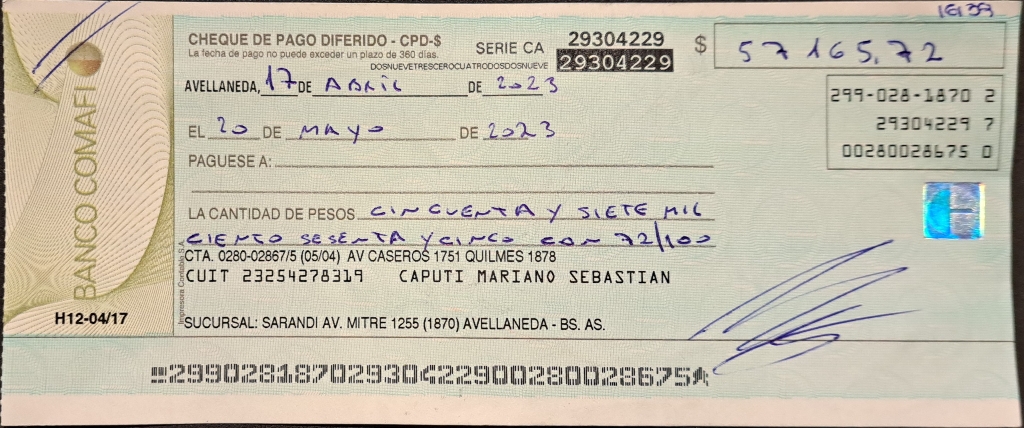 16139
CHEQUE DE PAGO DIFERIDO - CPD-$
La fecha de pago no puede exceder un plazo de 360 días.
SERIE CA 29304229
29304229
$ 57165,72
DOSNUEVETRESCEROCUATRODOSDOSNUEVE
AVELLANEDA, 17 DE ABRIL DE 2023
299-028-1870 2
29304229 7
00280028675 0
EL 20 DE MAYO DE 2023
PAGUESE A:
LA CANTIDAD DE PESOS CINCUENTA Y SIETE MIL
CIENTO SESENTA Y CINCO CON 72/100
CTA. 0280-02867/5 (05/04) AV CASEROS 1751 QUILMES 1878
CUIT 23254278319 CAPUTI MARIANO SEBASTIAN
SUCURSAL: SARANDI AV. MITRE 1255 (1870) AVELLANEDA - BS. AS.
BANCO COMAFI
H12-04/17
29902818702930422900280028675